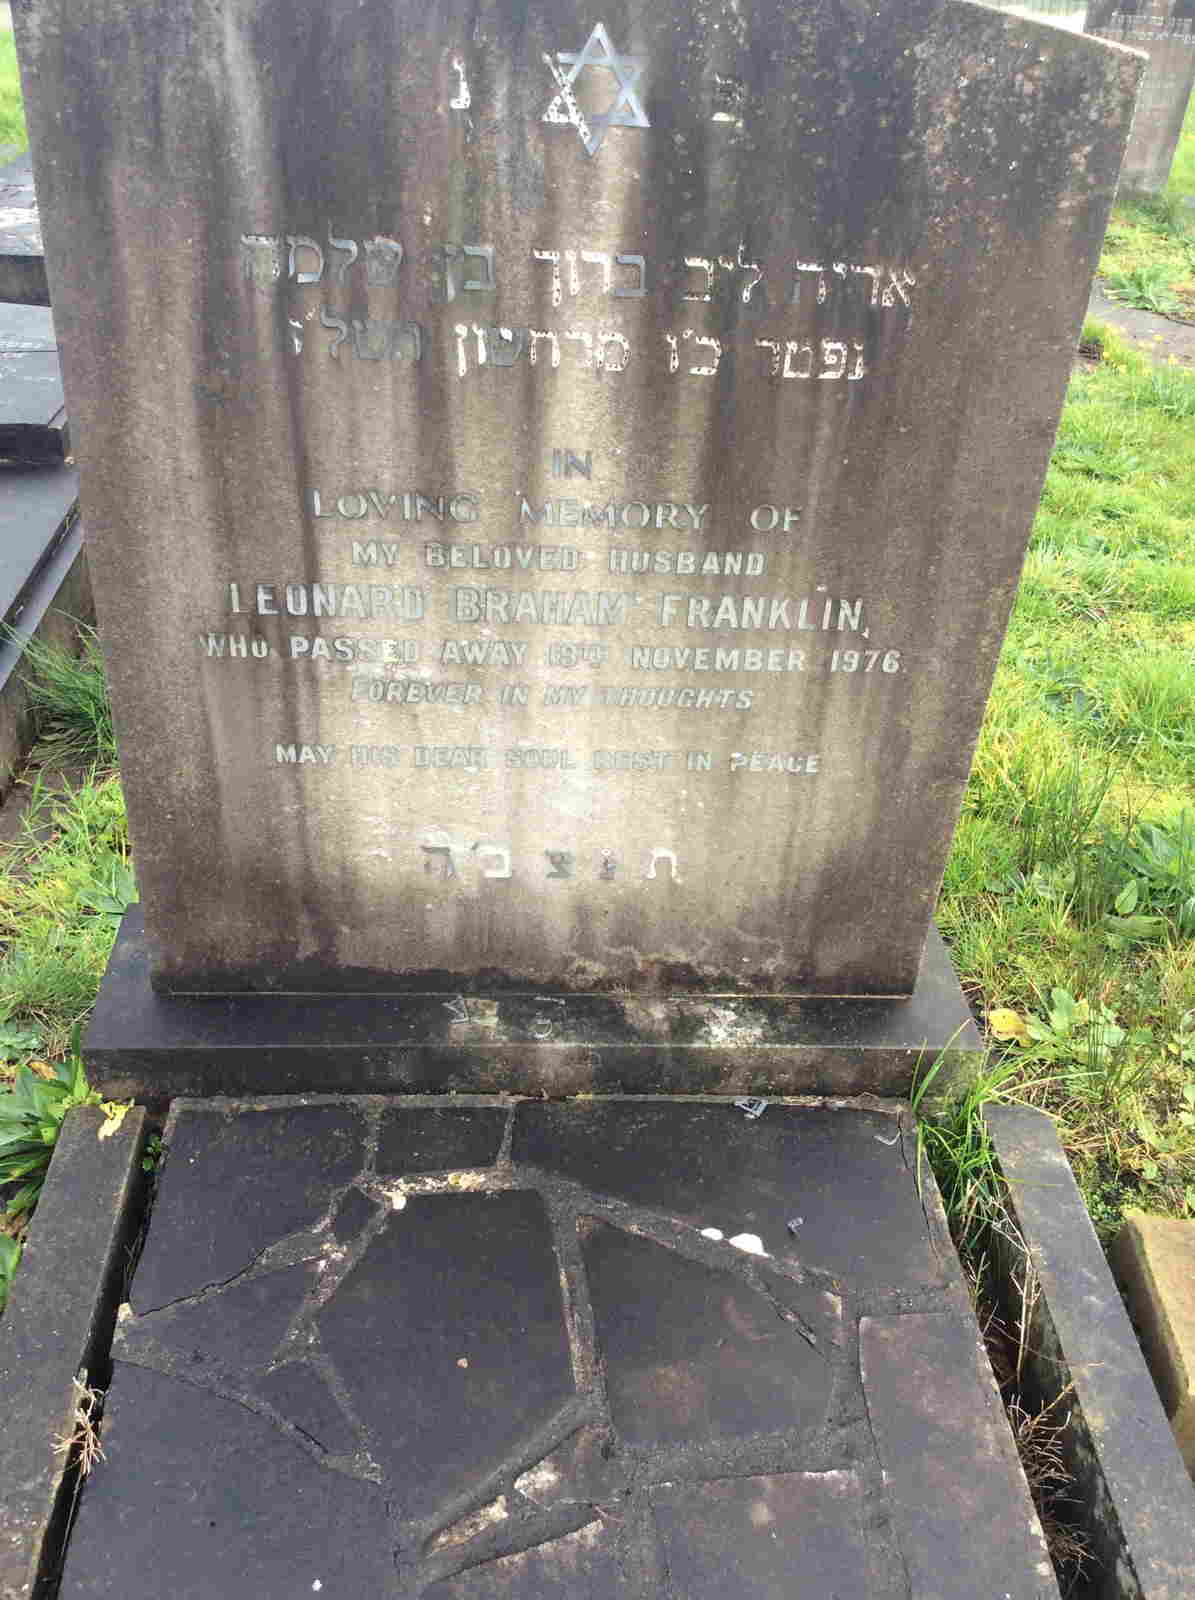 פ נ
אריה ליב ברוך בן שלמה
נפטר כ'ו מרחשון תשל'ז
IN
LOVING MEMORY OF
MY BELOVED HUSBAND
LEONARD BRAHAM FRANKLIN,
WHO PASSED AWAY 19TH NOVEMBER 1976.
FOREVER IN MY THOUGHTS
MAY HIS DEAR SOUL REST IN PEACE
ת נ צ ב'ה